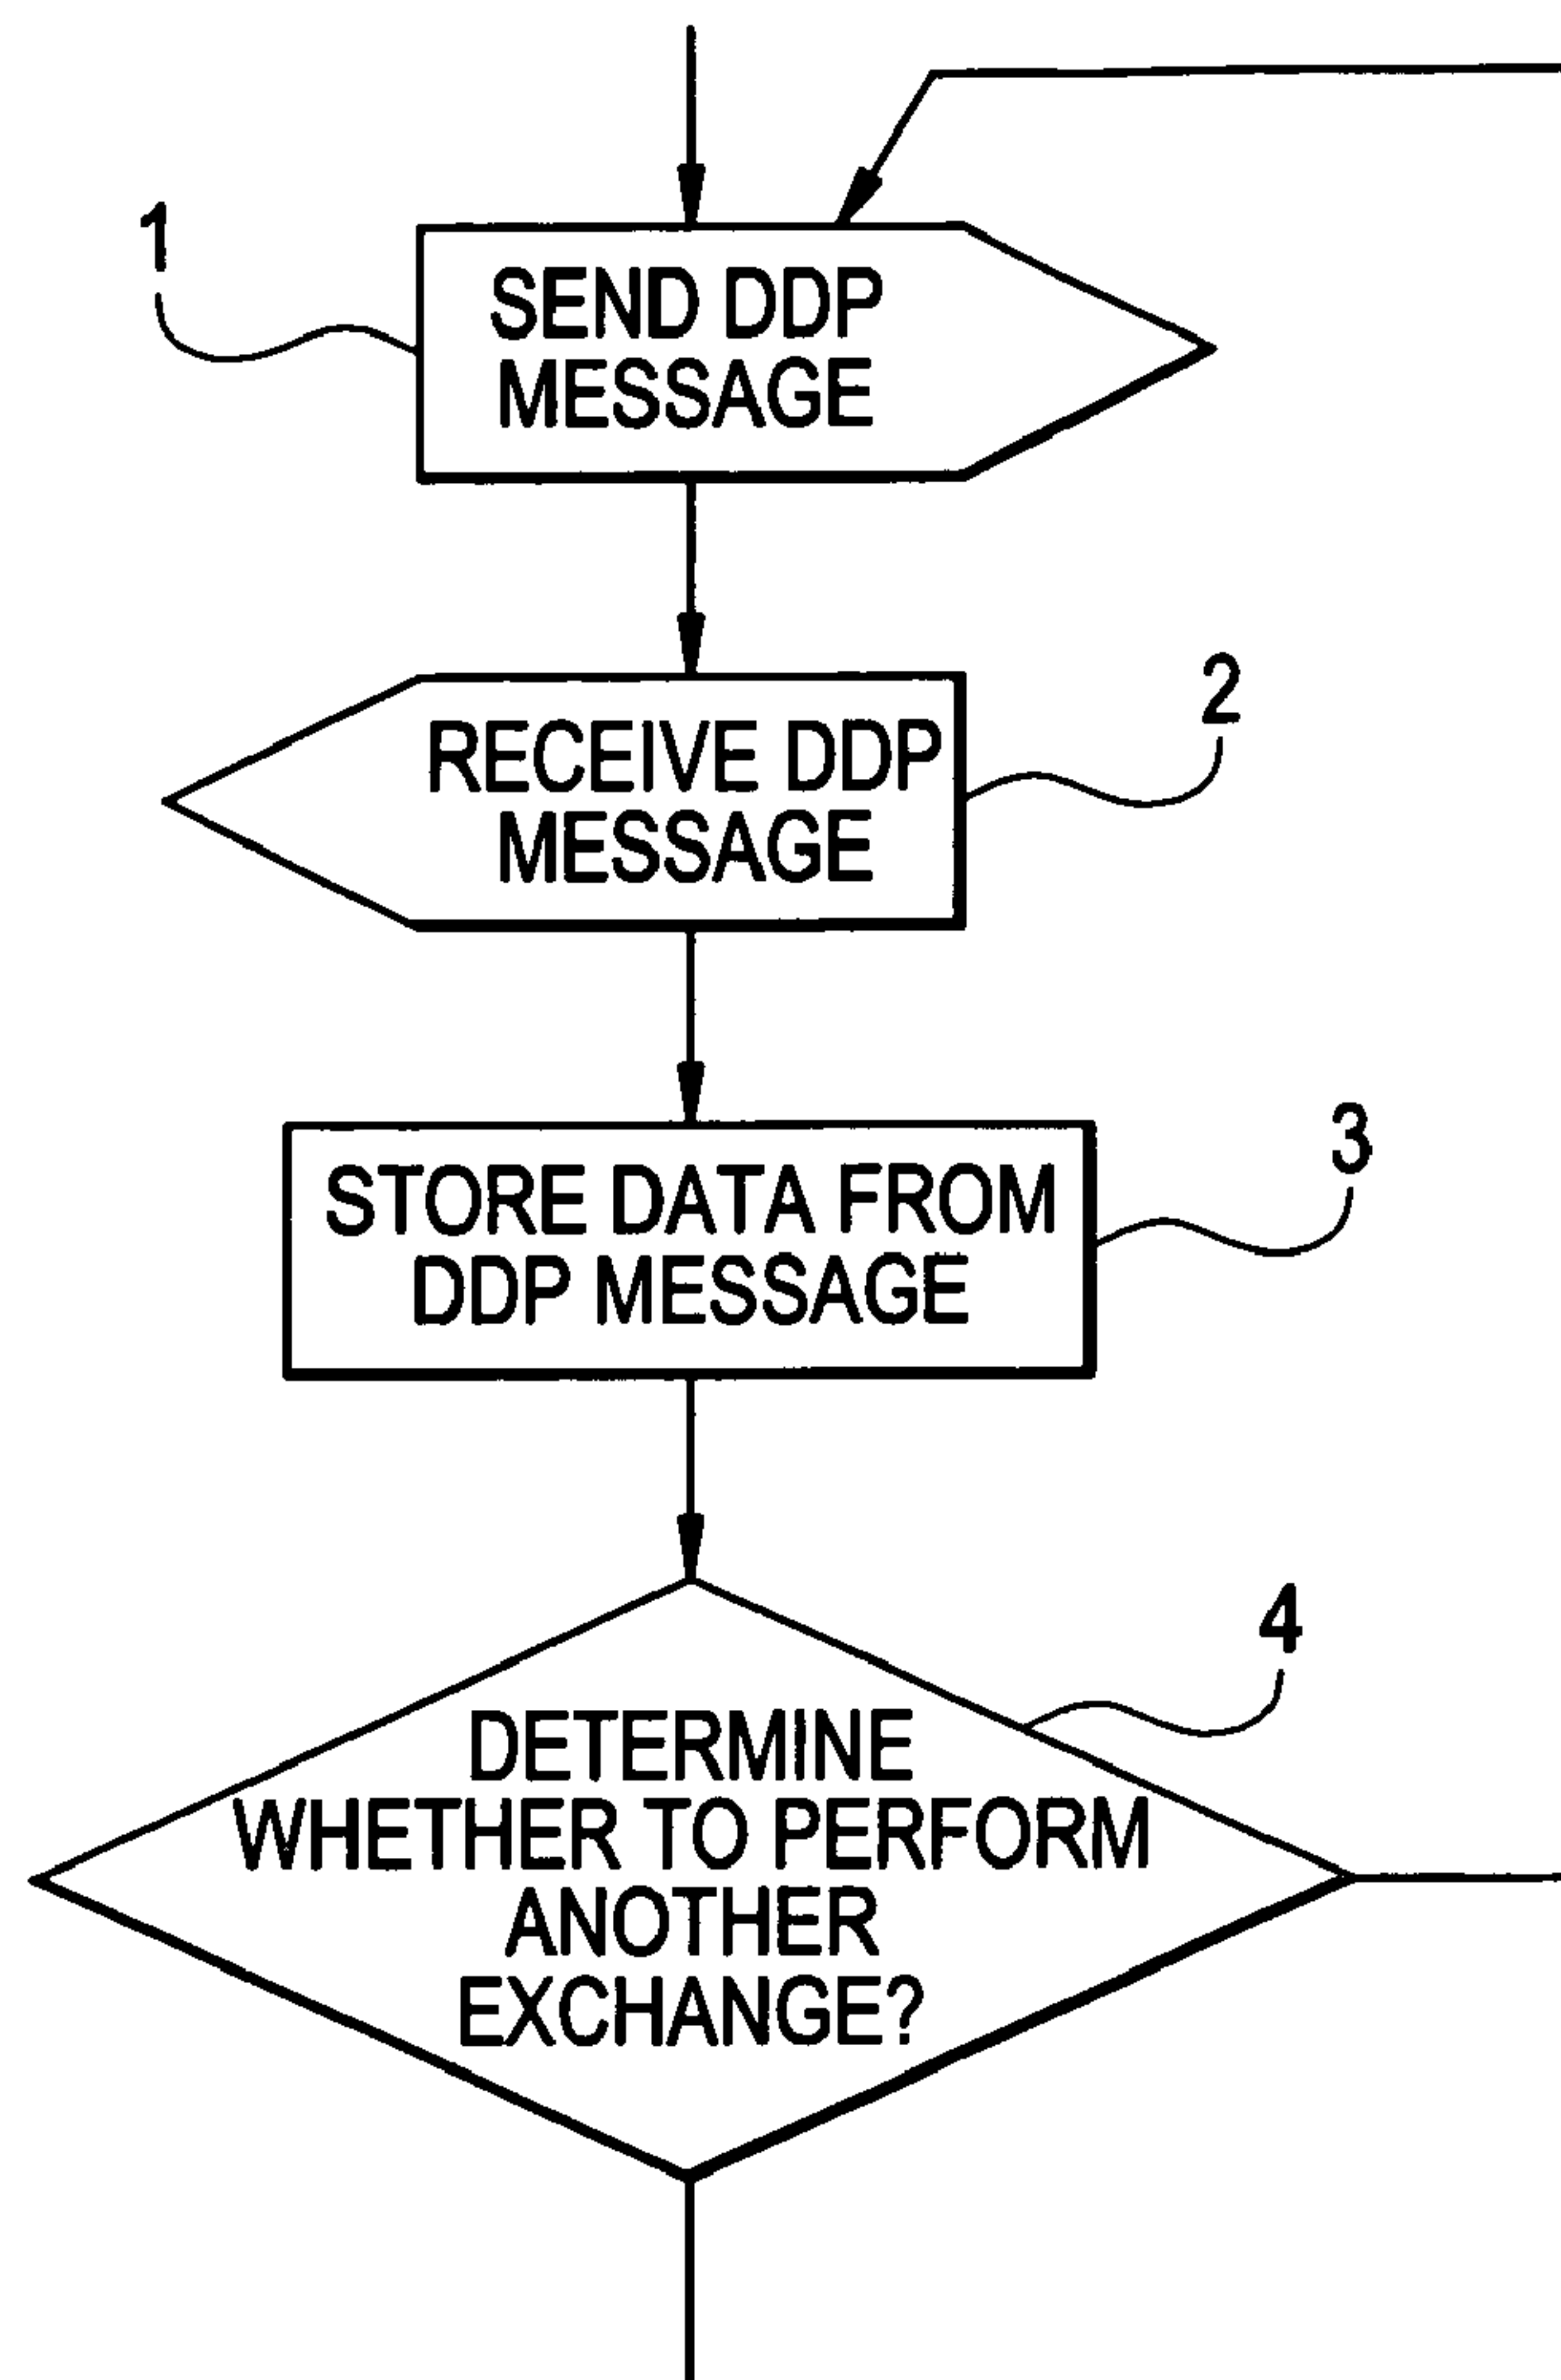 1
SEND DDP
MESSAGE
2
RECEIVE DDP
MESSAGE
3
STORE DATA FROM
DDP MESSAGE
4
DETERMINE
WHETHER TO PERFORM
ANOTHER
EXCHANGE?